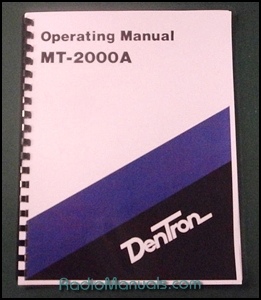 Operating Manual
MT-2000A
DenTron
RadioManuals.com